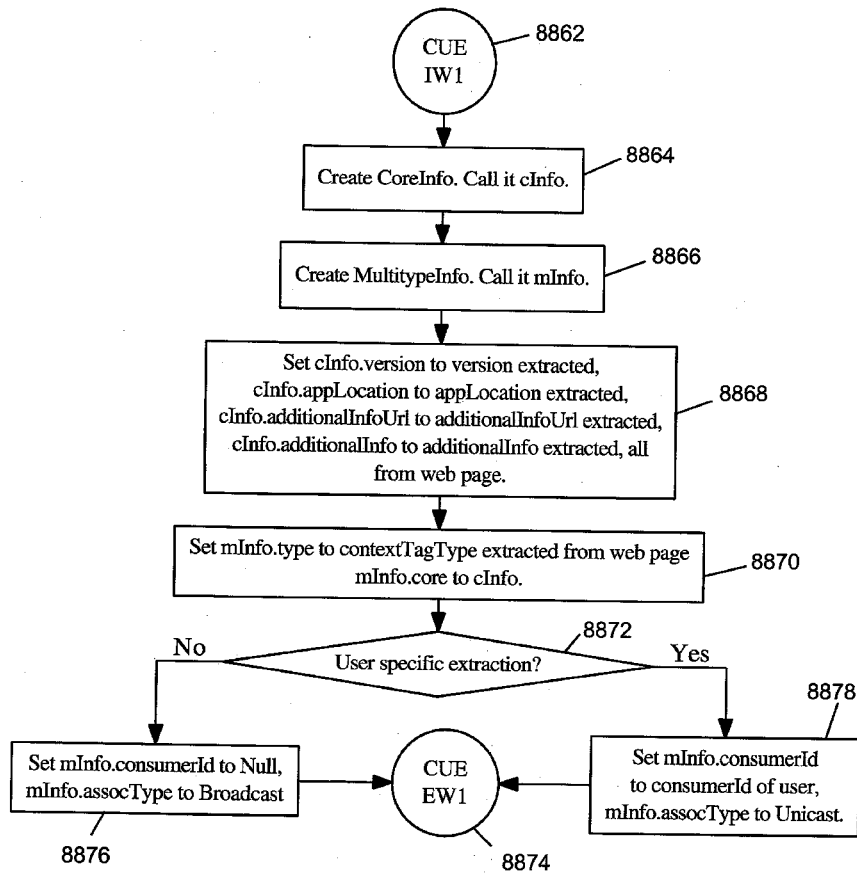 CUE
IW1
8862
Create CoreInfo. Call it cInfo.
8864
Create MultitypeInfo. Call it mInfo.
8866
Set cInfo.version to version extracted,
cInfo.appLocation to appLocation extracted,
cInfo.additionalInfoUrl to additionalInfoUrl extracted,
cInfo.additionalInfo to additionalInfo extracted, all
from web page.
8868
Set mInfo.type to contextTagType extracted from web page
mInfo.core to cInfo.
8870
8872
No
User specific extraction?
Yes
8878
Set mInfo.consumerId to Null,
mInfo.assocType to Broadcast
8876
CUE
EW1
8874
Set mInfo.consumerId
to consumerId of user,
mInfo.assocType to Unicast.